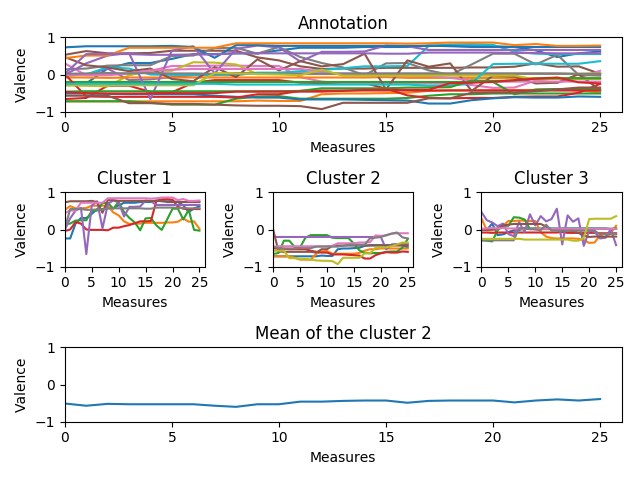 Annotation
Valence
1
0
−1
0 5 10 15 20 25
Measures
Cluster 1 Cluster 2 Cluster 3
Valence Valence Valence
1 1 1
0 0 0
−1 −1 −1
0 5 10 15 20 25 0 5 10 15 20 25 0 5 10 15 20 25
Measures Measures Measures
Mean of the cluster 2
Valence
1
0
−1
0 5 10 15 20 25
Measures